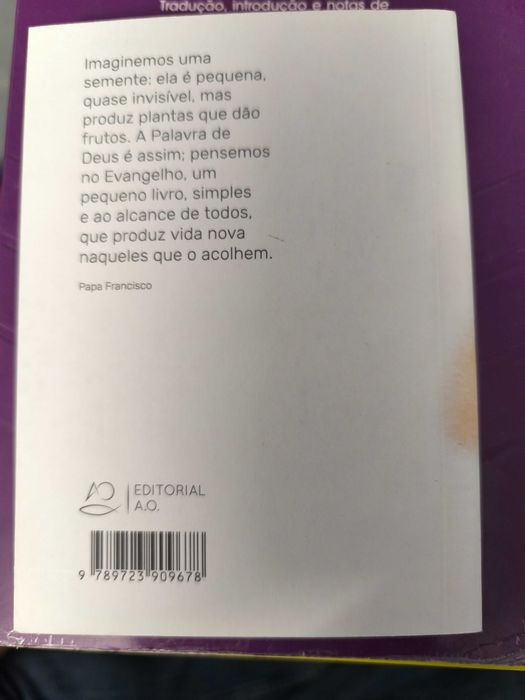 Tradução, introdução e notas de
Imaginemos uma
semente: ela é pequena,
quase invisível, mas
produz plantas que dão
frutos. A Palavra de
Deus é assim; pensemos
no Evangelho, um
pequeno livro, simples
e ao alcance de todos,
que produz vida nova
naqueles que o acolhem.
Papa Francisco
AO
EDITORIAL
A.O.
9 789723 909678